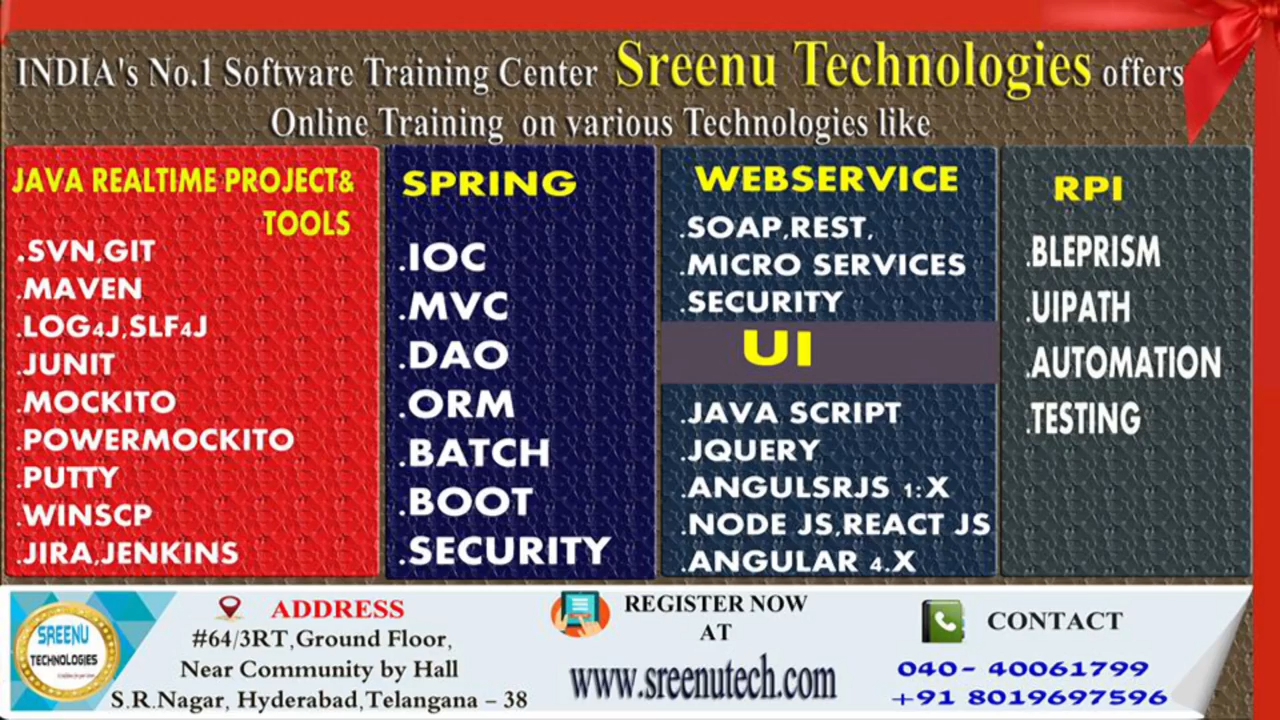 INDIA's No.1 Software Training Center Sreenu Technologies offers
Online Training on various Technologies like
JAVA REALTIME PROJECT&
TOOLS
.SVN,GIT
.MAVEN
.LOG4J,SLF4J
.JUNIT
.MOCKITO
.POWERMOCKITO
.PUTTY
.WINSCP
.JIRA,JENKINS
SPRING
.IOC
.MVC
.DAO
.ORM
.BATCH
.BOOT
.SECURITY
WEBSERVICE
.SOAP,REST,
.MICRO SERVICES
.SECURITY
UI
.JAVA SCRIPT
.JQUERY
.ANGULSRJS 1:X
.NODE JS,REACT JS
.ANGULAR 4.X
RPI
.BLEPRISM
.UIPATH
.AUTOMATION
.TESTING
SREENU
TECHNOLOGIES
ADDRESS
#64/3RT,Ground Floor,
Near Community by Hall
S.R.Nagar, Hyderabad,Telangana – 38
REGISTER NOW
AT
www.sreenutech.com
CONTACT
040- 40061799
+91 8019697596